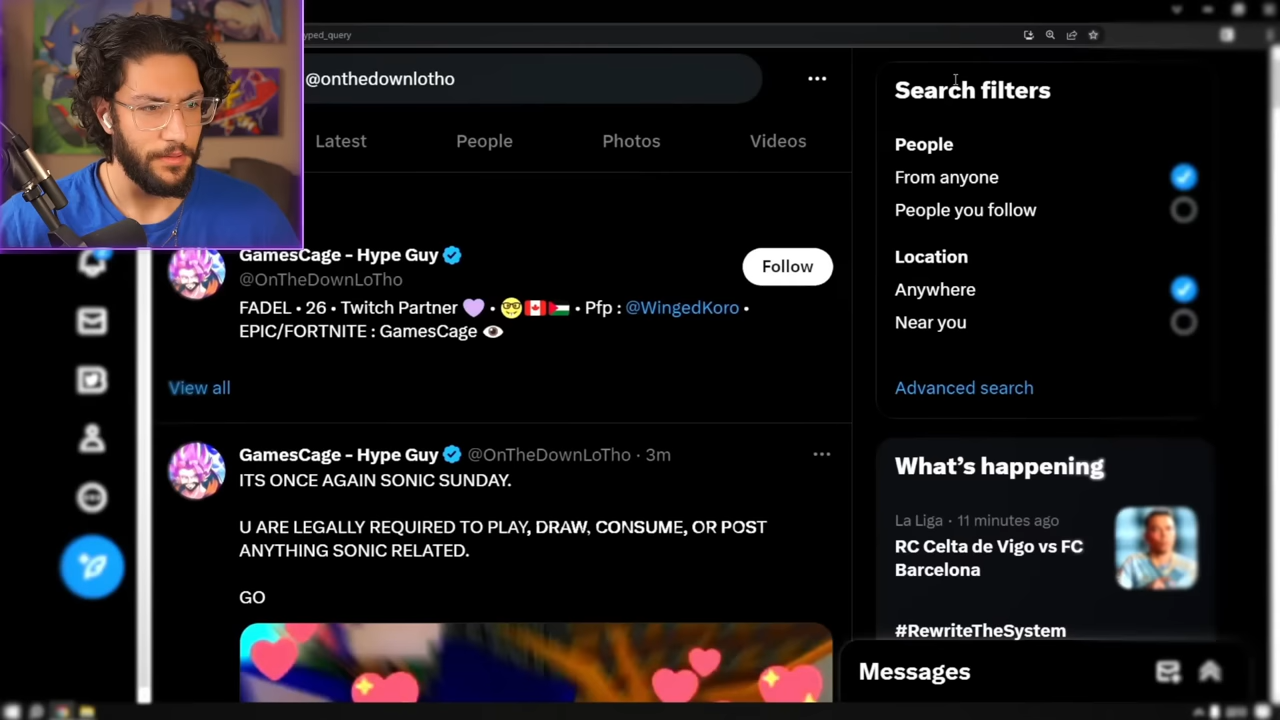 yped_query
@onthedownlotho
Latest
People
Photos
Videos
GamesCage - Hype Guy
@OnTheDownLoTho
Follow
FADEL • 26 • Twitch Partner 💜 • 🤓🇨🇦🇵🇸 • Pfp : @WingedKoro •
EPIC/FORTNITE : GamesCage 👁️
View all
GamesCage - Hype Guy @OnTheDownLoTho · 3m
ITS ONCE AGAIN SONIC SUNDAY.
U ARE LEGALLY REQUIRED TO PLAY, DRAW, CONSUME, OR POST
ANYTHING SONIC RELATED.
GO
Search filters
People
From anyone
People you follow
Location
Anywhere
Near you
Advanced search
What's happening
La Liga · 11 minutes ago
RC Celta de Vigo vs FC
Barcelona
#RewriteTheSystem
Messages